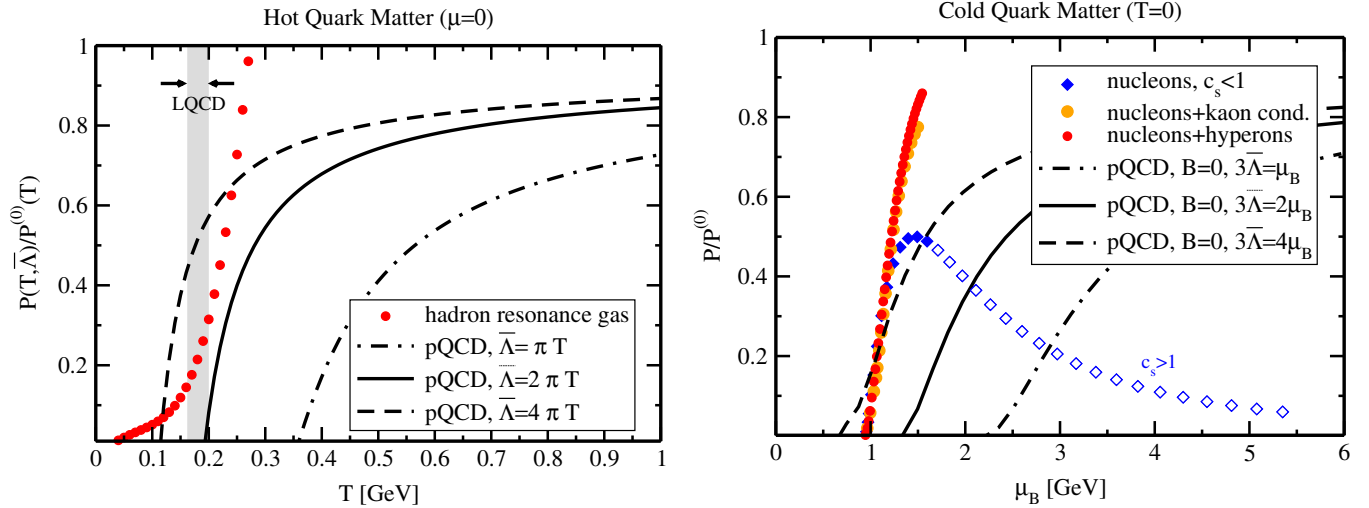 Hot Quark Matter (μ=0)
P(T,Λ̅)/P⁽⁰⁾(T)
1
0.8
0.6
0.4
0.2
LQCD
hadron resonance gas
pQCD, Λ̅= π T
pQCD, Λ̅=2 π T
pQCD, Λ̅=4 π T
0 0.1 0.2 0.3 0.4 0.5 0.6 0.7 0.8 0.9 1
T [GeV]
Cold Quark Matter (T=0)
P/P⁽⁰⁾
1
0.8
0.6
0.4
0.2
nucleons, c_s<1
nucleons+kaon cond.
nucleons+hyperons
pQCD, B=0, 3Λ̅=μ_B
pQCD, B=0, 3Λ̅=2μ_B
pQCD, B=0, 3Λ̅=4μ_B
c_s>1
0 1 2 3 4 5 6
μ_B [GeV]